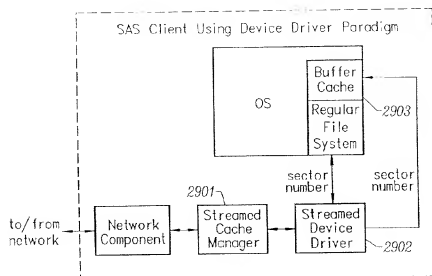 SAS Client Using Device Driver Paradigm
OS
Buffer
Cache
2903
Regular
File
System
sector
number
sector
number
2901
to/from
network
Network
Component
Streamed
Cache
Manager
Streamed
Device
Driver
2902